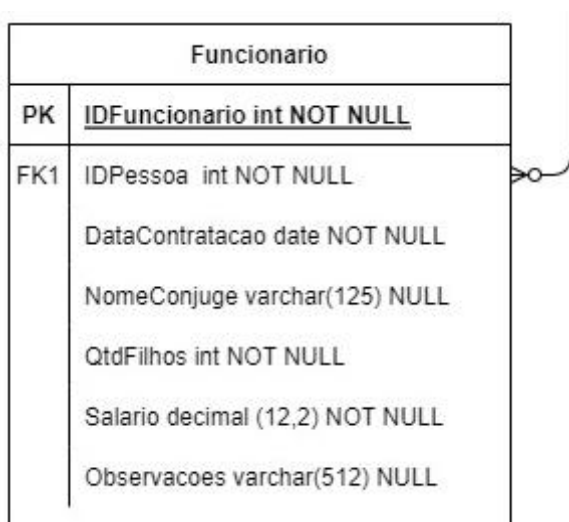 Funcionario
PK IDFuncionario int NOT NULL
FK1 IDPessoa int NOT NULL
DataContratacao date NOT NULL
NomeConjuge varchar(125) NULL
QtdFilhos int NOT NULL
Salario decimal (12,2) NOT NULL
Observacoes varchar(512) NULL